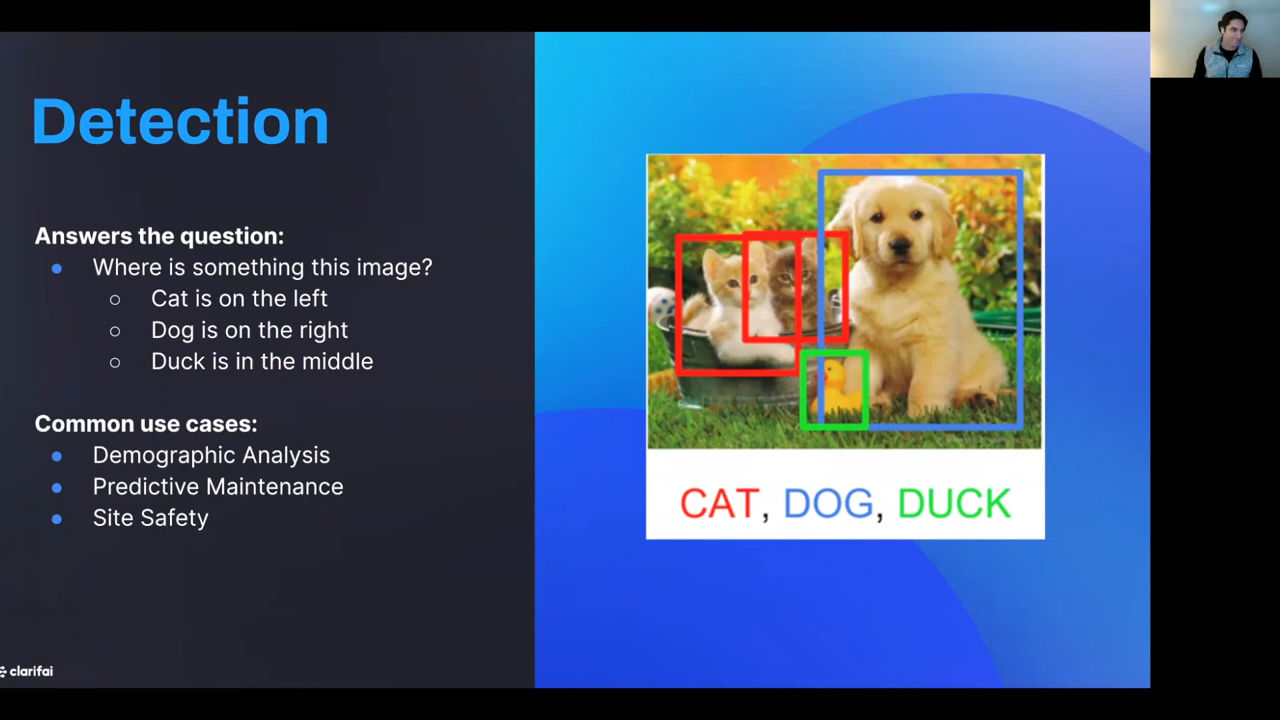 Detection
Answers the question:
Where is something this image?
Cat is on the left
Dog is on the right
Duck is in the middle
Common use cases:
Demographic Analysis
Predictive Maintenance
Site Safety
CAT, DOG, DUCK
clarifai